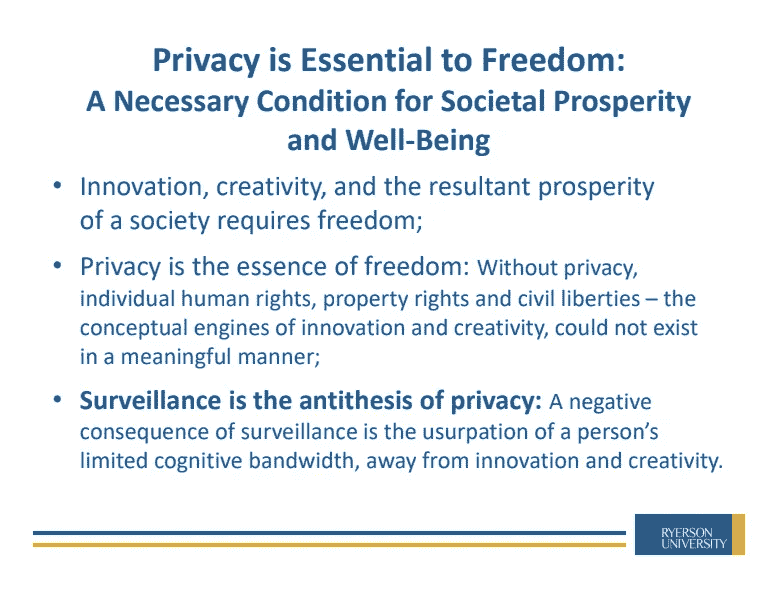 Privacy is Essential to Freedom:
A Necessary Condition for Societal Prosperity
and Well-Being
• Innovation, creativity, and the resultant prosperity
of a society requires freedom;
• Privacy is the essence of freedom: Without privacy,
individual human rights, property rights and civil liberties – the
conceptual engines of innovation and creativity, could not exist
in a meaningful manner;
• Surveillance is the antithesis of privacy: A negative
consequence of surveillance is the usurpation of a person’s
limited cognitive bandwidth, away from innovation and creativity.
RYERSON
UNIVERSITY